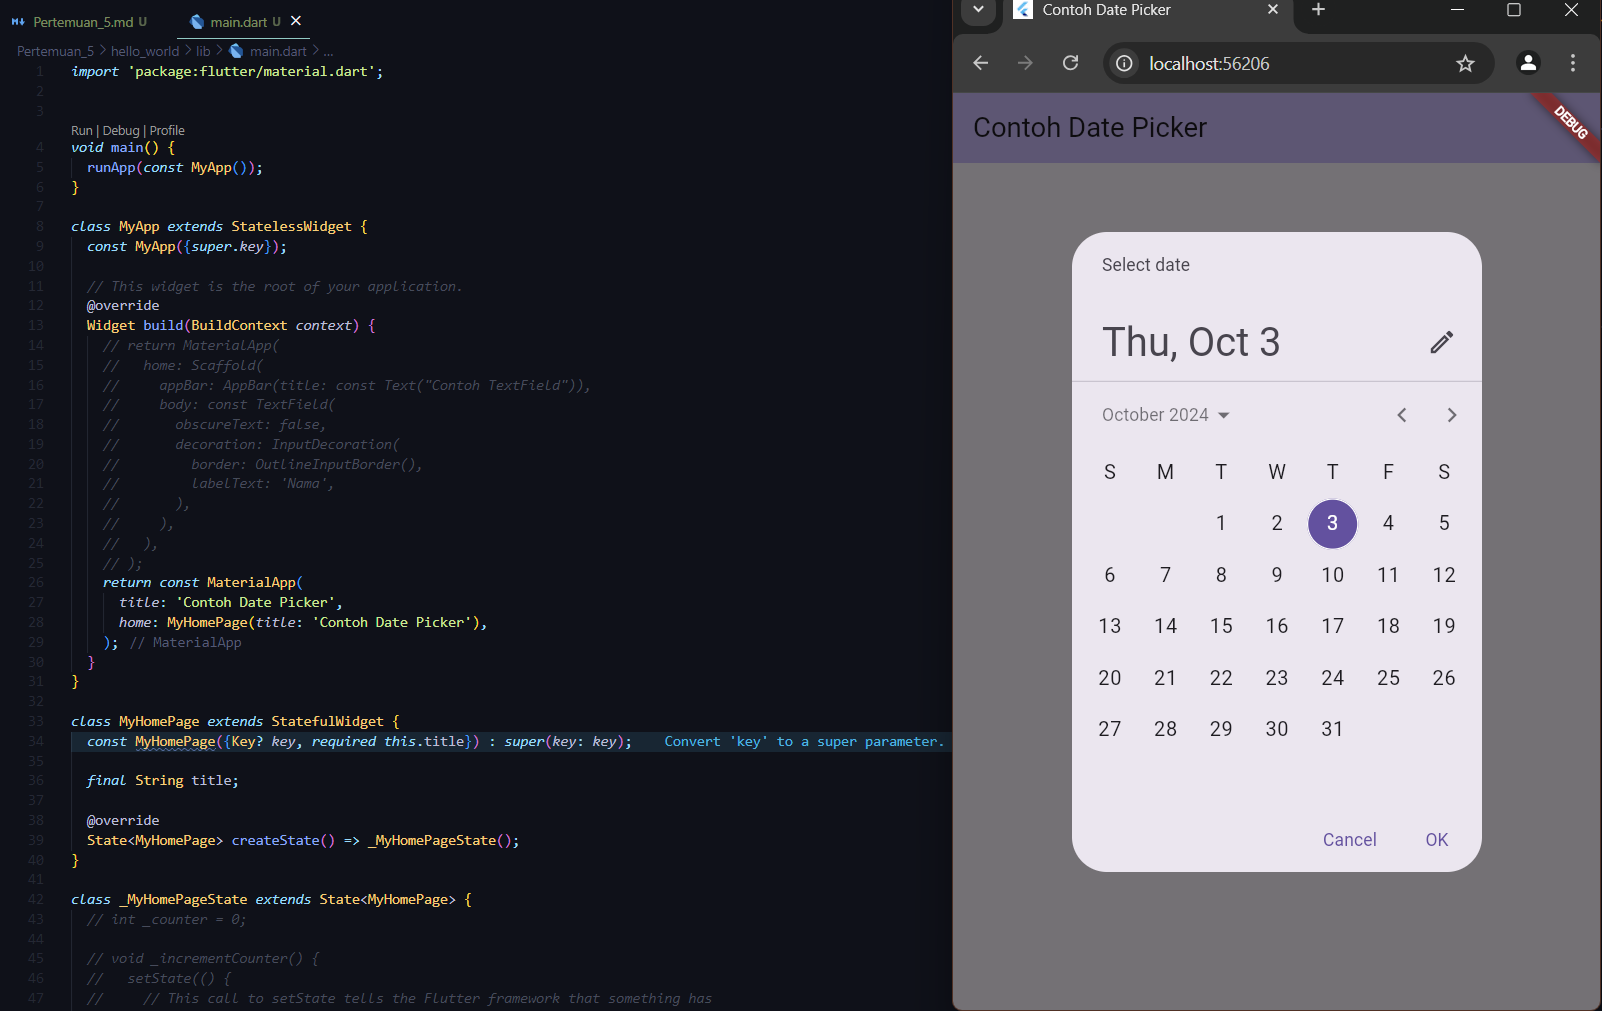 Pertemuan_5.md U
main.dart U
Pertemuan_5 > hello_world > lib > main.dart > ...
1 import 'package:flutter/material.dart';
2
3
Run | Debug | Profile
4 void main() {
5 runApp(const MyApp());
6 }
7
8 class MyApp extends StatelessWidget {
9 const MyApp({super.key});
10
11 // This widget is the root of your application.
12 @override
13 Widget build(BuildContext context) {
14 // return MaterialApp(
15 //   home: Scaffold(
16 //     appBar: AppBar(title: const Text("Contoh TextField")),
17 //     body: const TextField(
18 //       obscureText: false,
19 //       decoration: InputDecoration(
20 //         border: OutlineInputBorder(),
21 //         labelText: 'Nama',
22 //       ),
23 //     ),
24 //   ),
25 // );
26 return const MaterialApp(
27 title: 'Contoh Date Picker',
28 home: MyHomePage(title: 'Contoh Date Picker'),
29 ); // MaterialApp
30 }
31 }
32
33 class MyHomePage extends StatefulWidget {
34 const MyHomePage({Key? key, required this.title}) : super(key: key); Convert 'key' to a super parameter.
35
36 final String title;
37
38 @override
39 State<MyHomePage> createState() => _MyHomePageState();
40 }
41
42 class _MyHomePageState extends State<MyHomePage> {
43 // int _counter = 0;
44
45 // void _incrementCounter() {
46 //   setState(() {
47 //     // This call to setState tells the Flutter framework that something has
Contoh Date Picker
localhost:56206
Contoh Date Picker
DEBUG
Select date
Thu, Oct 3
October 2024
S M T W T F S
1 2 3 4 5
6 7 8 9 10 11 12
13 14 15 16 17 18 19
20 21 22 23 24 25 26
27 28 29 30 31
Cancel OK